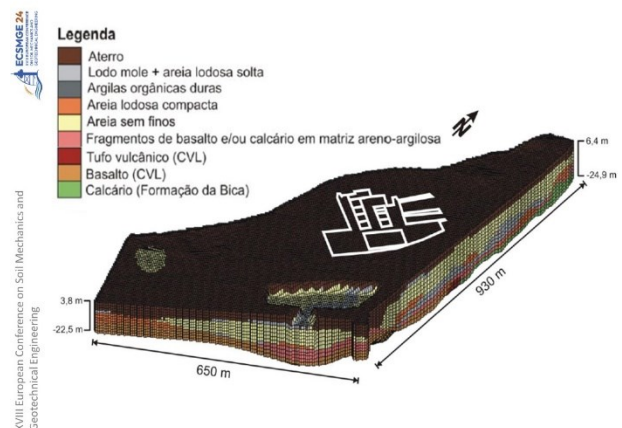 ECSMGE 24
XVIII European Conference on Soil Mechanics and
Geotechnical Engineering
Legenda
Aterro
Lodo mole + areia lodosa solta
Argilas orgânicas duras
Areia lodosa compacta
Areia sem finos
Fragmentos de basalto e/ou calcário em matriz areno-argilosa
Tufo vulcânico (CVL)
Basalto (CVL)
Calcário (Formação da Bica)
N
6,4 m
-24,9 m
3,8 m
-22,5 m
930 m
650 m